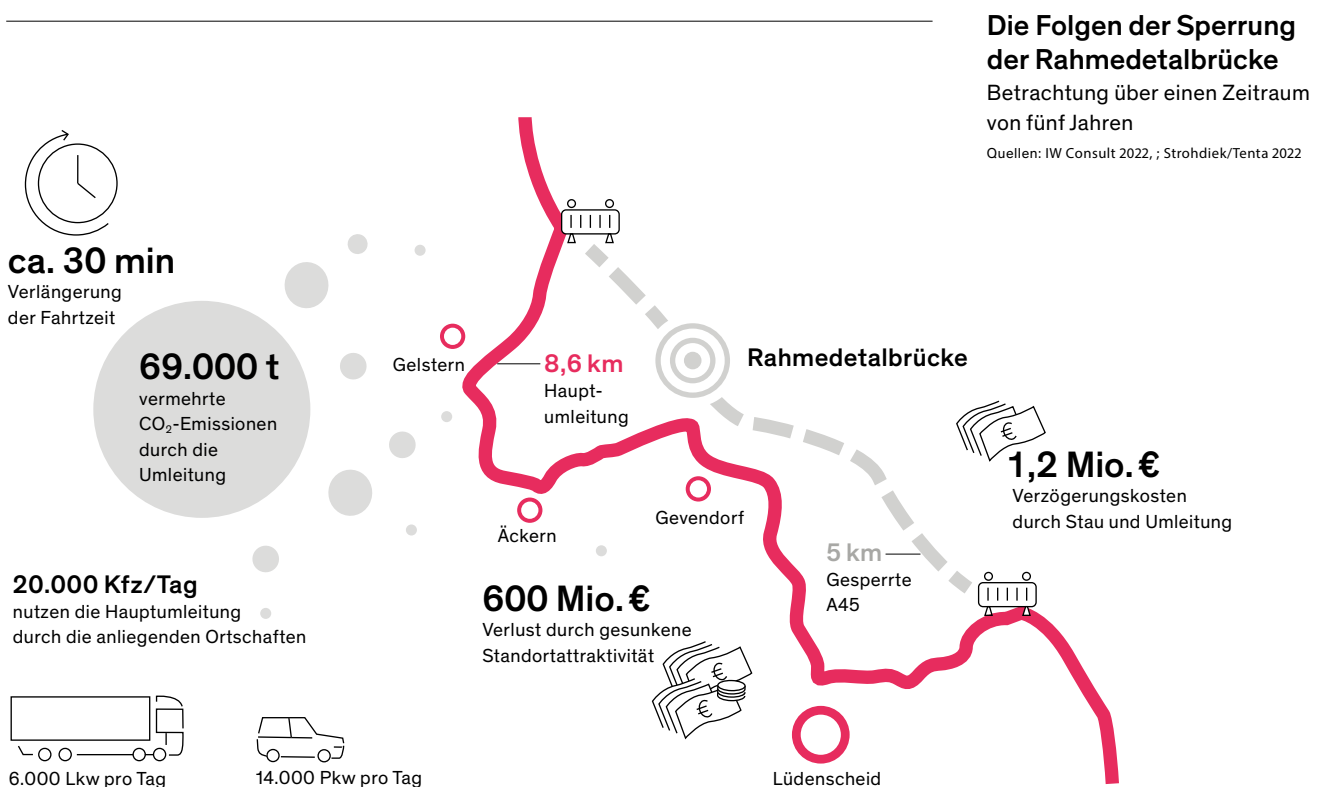 Die Folgen der Sperrung
der Rahmedetalbrücke
Betrachtung über einen Zeitraum
von fünf Jahren
Quellen: IW Consult 2022, ; Strohdiek/Tenta 2022
ca. 30 min
Verlängerung
der Fahrtzeit
69.000 t
vermehrte
CO₂-Emissionen
durch die
Umleitung
Gelstern
8,6 km
Haupt-
umleitung
Rahmedetalbrücke
€
1,2 Mio. €
Verzögerungskosten
durch Stau und Umleitung
Äckern
Gevendorf
5 km
Gesperrte
A45
20.000 Kfz/Tag
nutzen die Hauptumleitung
durch die anliegenden Ortschaften
600 Mio. €
Verlust durch gesunkene
Standortattraktivität
€
€
6.000 Lkw pro Tag
14.000 Pkw pro Tag
Lüdenscheid